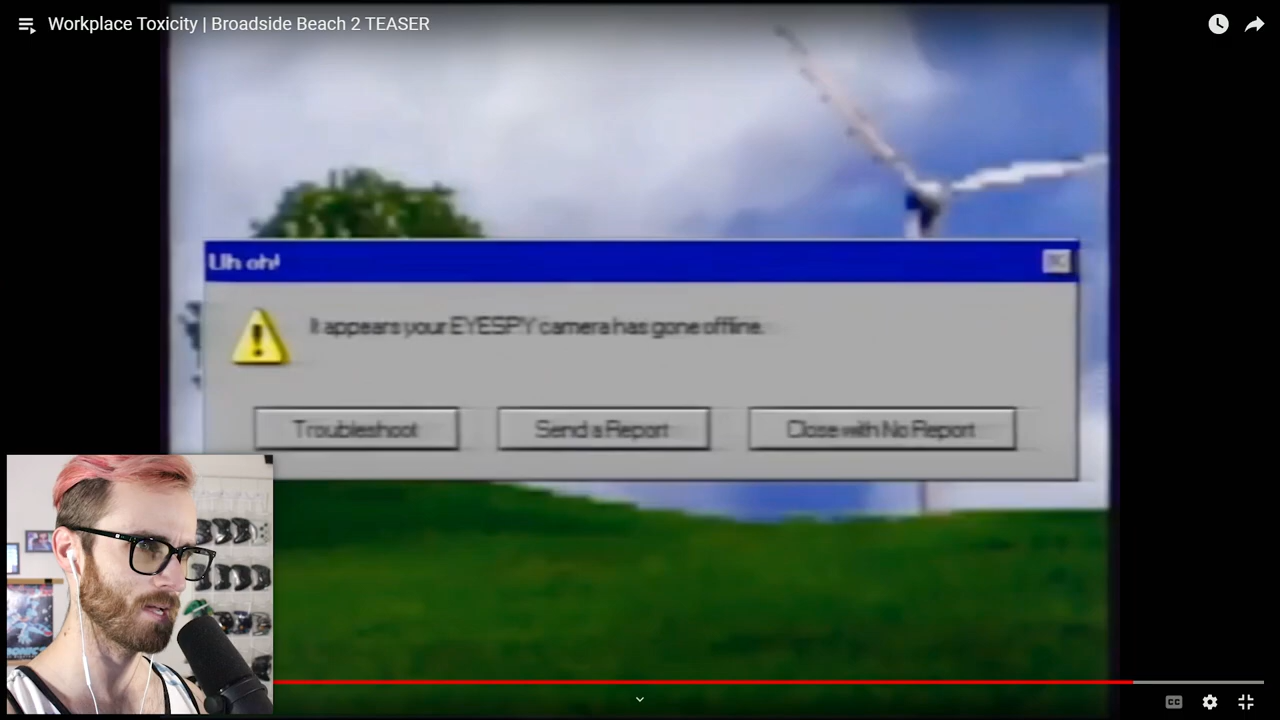 Workplace Toxicity | Broadside Beach 2 TEASER
Uh oh!
It appears your EYESPY camera has gone offline.
Troubleshoot
Send a Report
Close with No Report
CC